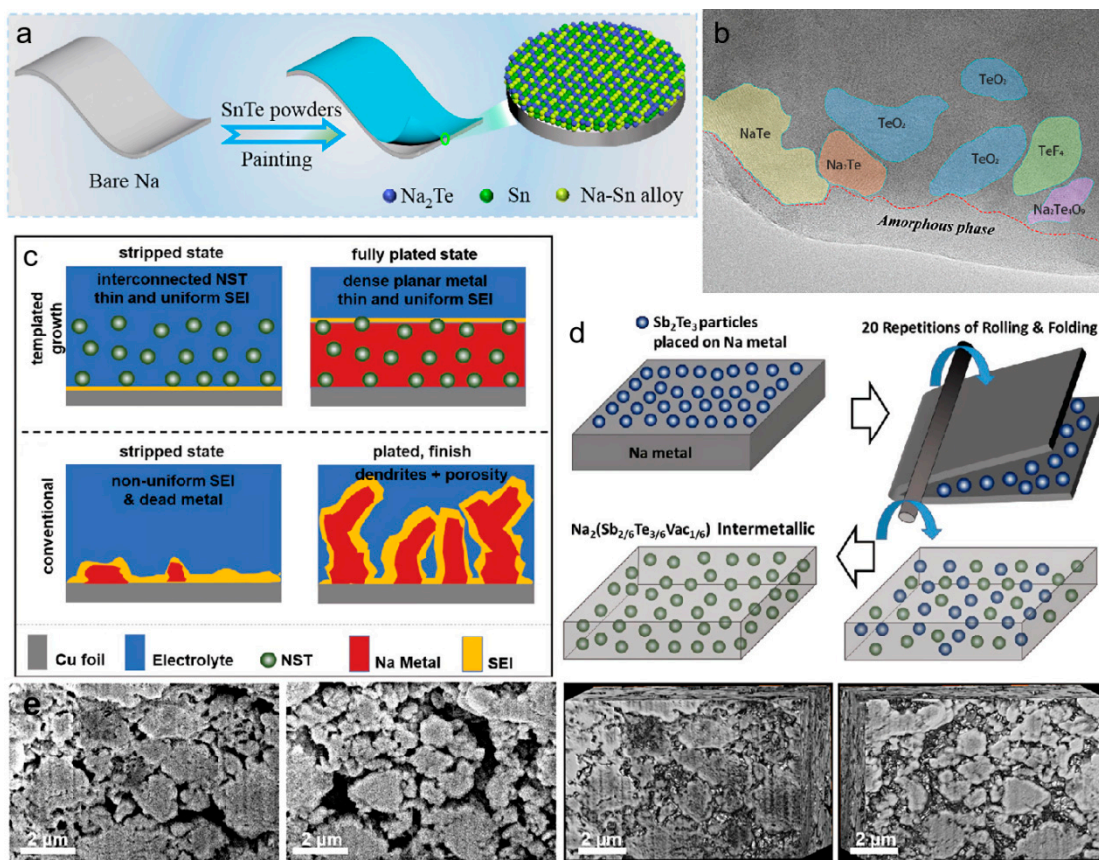 a
SnTe powders
Painting
Bare Na
Na₂Te
Sn
Na-Sn alloy
b
TeO₂
TeO₂
NaTe
Na₂Te
TeO₂
TeF₄
Na₂Te₄O₉
Amorphous phase
c
stripped state
fully plated state
templated
growth
interconnected NST
thin and uniform SEI
dense planar metal
thin and uniform SEI
stripped state
plated, finish
conventional
non-uniform SEI
& dead metal
dendrites + porosity
Cu foil
Electrolyte
NST
Na Metal
SEI
d
Sb₂Te₃ particles
placed on Na metal
20 Repetitions of Rolling & Folding
Na metal
Na₂(Sb₂/₆Te₃/₆Vac₁/₆) Intermetallic
e
2 μm
2 μm
2 μm
2 μm